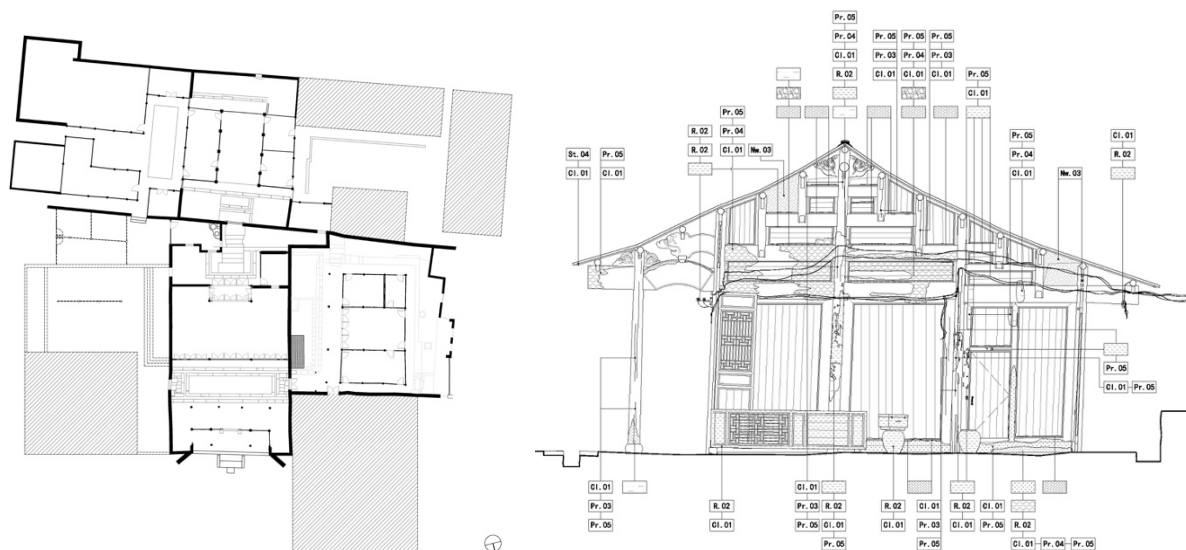 Pr. 05
Pr. 04
Cl. 01
R. 02
Pr. 05
Pr. 03
Cl. 01
Pr. 05
Pr. 04
Cl. 01
Pr. 05
Pr. 03
Cl. 01
Pr. 05
Cl. 01
Pr. 05
Pr. 04
Cl. 01
R. 02
R. 02
Nw. 03
St. 04
Cl. 01
Pr. 05
Cl. 01
Pr. 05
Pr. 04
Cl. 01
Nw. 03
Cl. 01
R. 02
Pr. 05
Cl. 01 Pr. 05
Cl. 01
Pr. 03
Pr. 05
R. 02
Cl. 01
Cl. 01
Pr. 03
Pr. 05
R. 02
Cl. 01
Pr. 05
R. 02
Cl. 01
Cl. 01
Pr. 03
Pr. 05
R. 02
Cl. 01
Cl. 01
Pr. 05
R. 02
Cl. 01 Pr. 04 Pr. 05